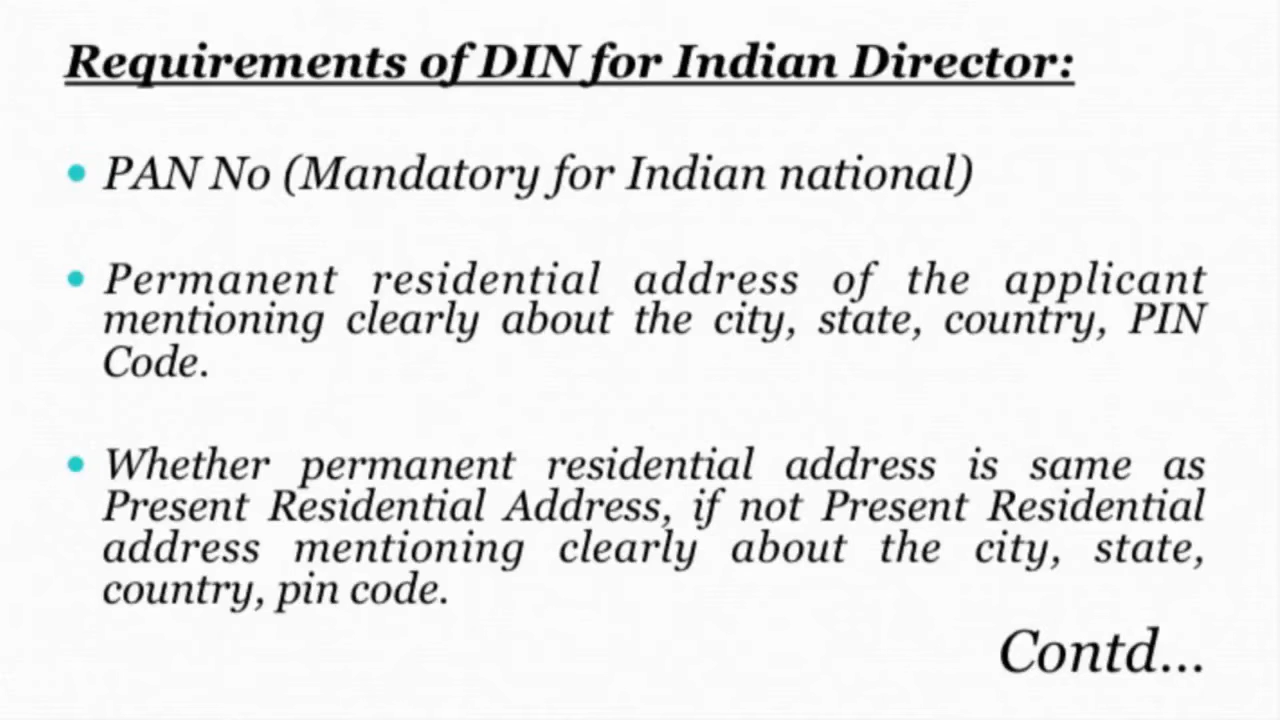 Requirements of DIN for Indian Director:
• PAN No (Mandatory for Indian national)
• Permanent residential address of the applicant
mentioning clearly about the city, state, country, PIN
Code.
• Whether permanent residential address is same as
Present Residential Address, if not Present Residential
address mentioning clearly about the city, state,
country, pin code.
Contd...